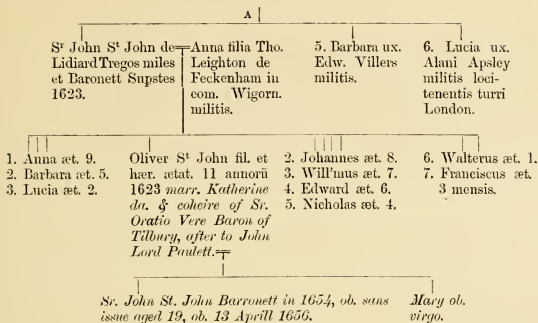 A
Sʳ John Sᵗ John de
Lidiard Tregos miles
et Baronett Supstes
1623.
Anna filia Tho.
Leighton de
Feckenham in
com. Wigorn.
militis.
5. Barbara ux.
Edw. Villers
militis.
6. Lucia ux.
Alani Apsley
militis loci-
tenentis turri
London.
1. Anna æt. 9.
2. Barbara æt. 5.
3. Lucia æt. 2.
Oliver Sᵗ John fil. et
hær. ætat. 11 annorū
1623 marr. Katherine
da. & coheire of Sr.
Oratio Vere Baron of
Tilbury, after to John
Lord Paulett.
2. Johannes æt. 8.
3. Will'mus æt. 7.
4. Edward æt. 6.
5. Nicholas æt. 4.
6. Walterus æt. 1.
7. Franciscus æt.
3 mensis.
Sr. John St. John Barronett in 1654, ob. sans
issue aged 19, ob. 13 Aprill 1656.
Mary ob.
virgo.